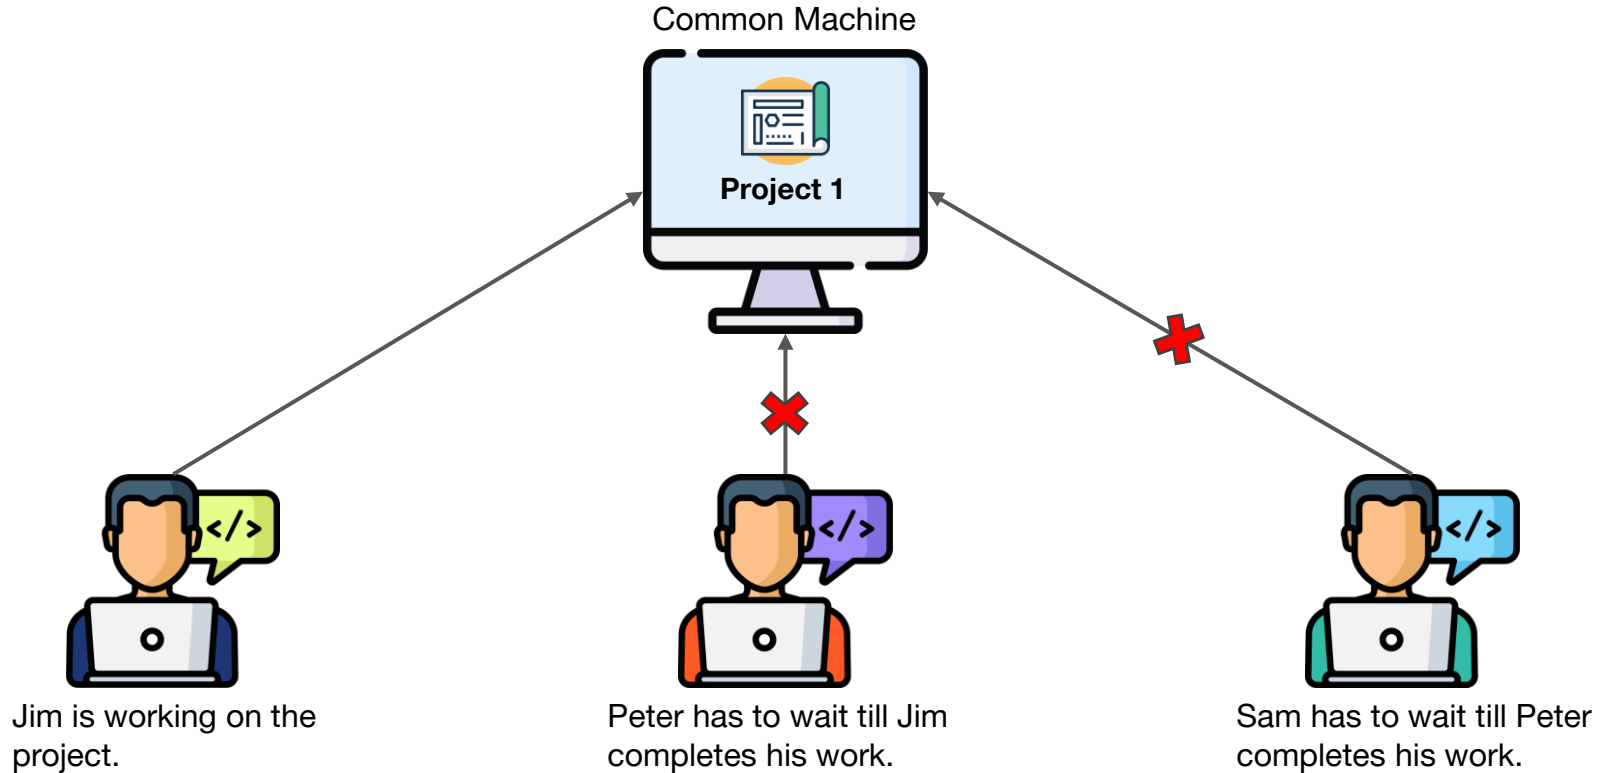 Common Machine
Project 1
</>
</>
</>
Jim is working on the
project.
Peter has to wait till Jim
completes his work.
Sam has to wait till Peter
completes his work.